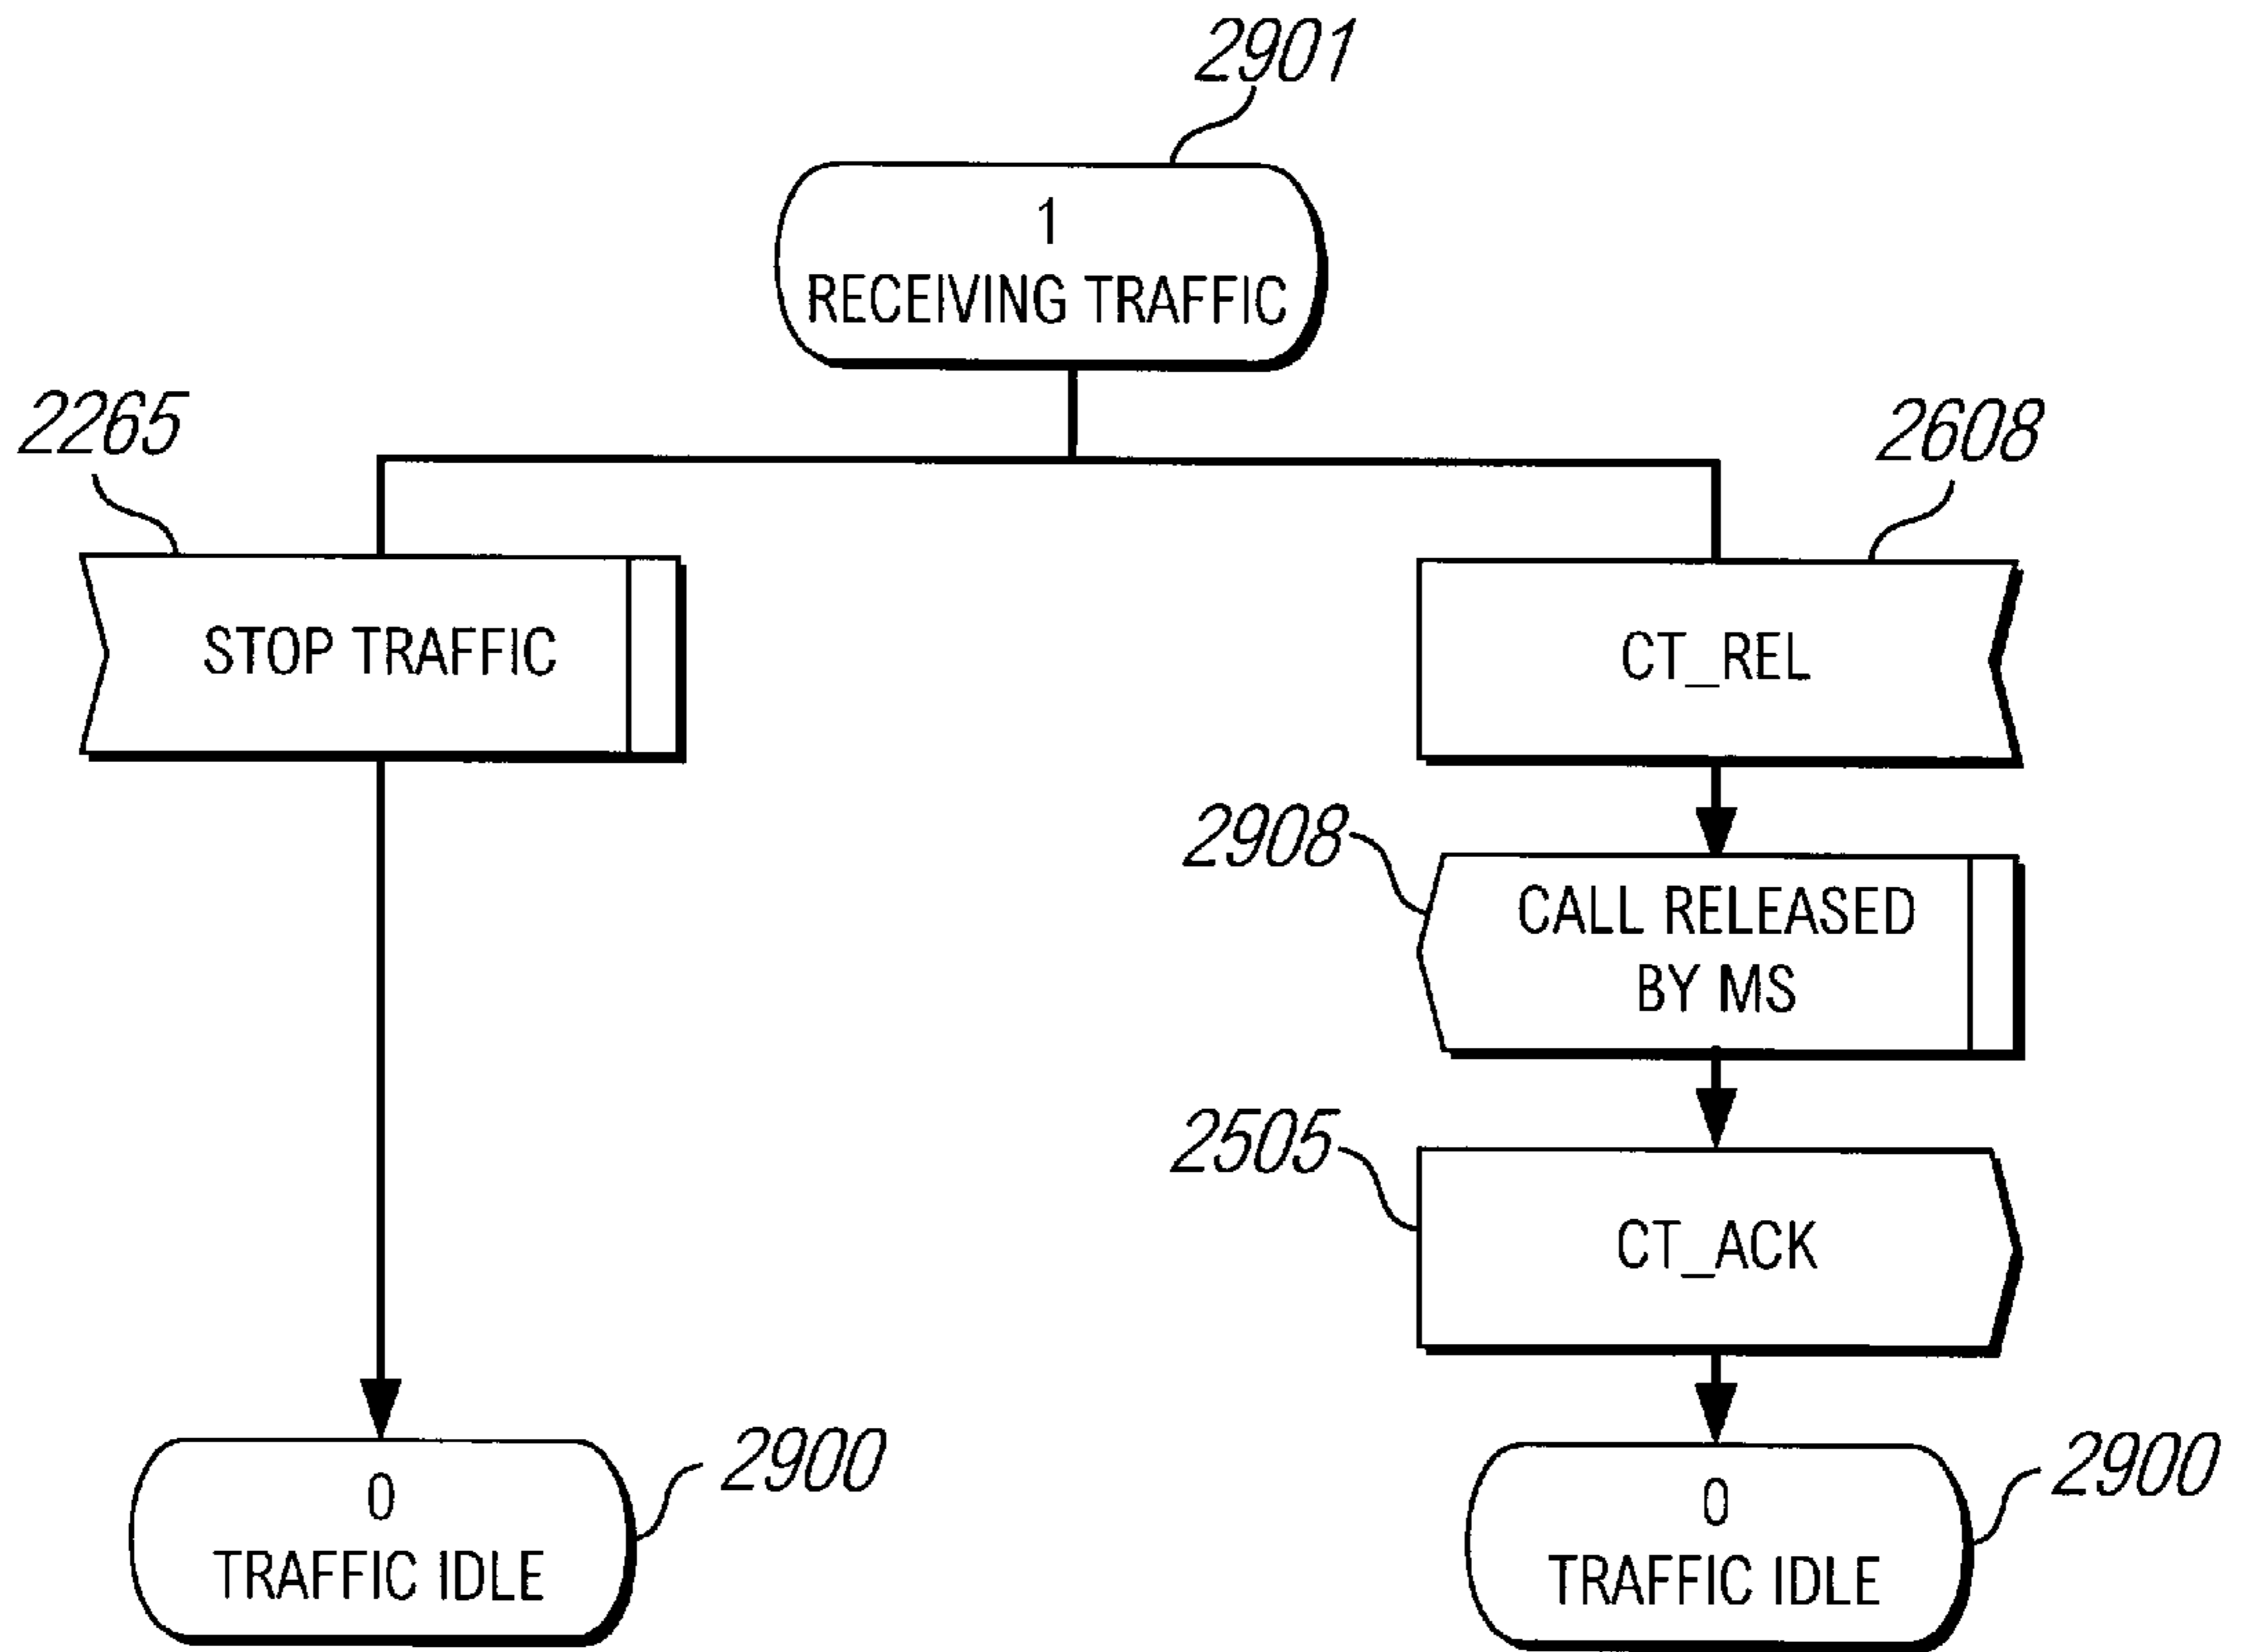 2901
1
RECEIVING TRAFFIC
2265
2608
STOP TRAFFIC
CT_REL
2908
CALL RELEASED
BY MS
2505
CT_ACK
2900
0
TRAFFIC IDLE
2900
0
TRAFFIC IDLE